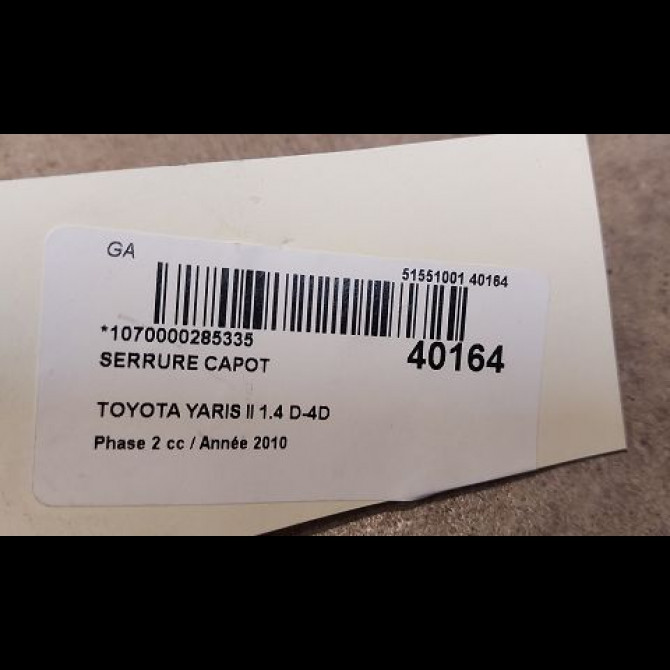 GA
51551001 40164
*1070000285335
40164
SERRURE CAPOT
TOYOTA YARIS II 1.4 D-4D
Phase 2 cc / Année 2010